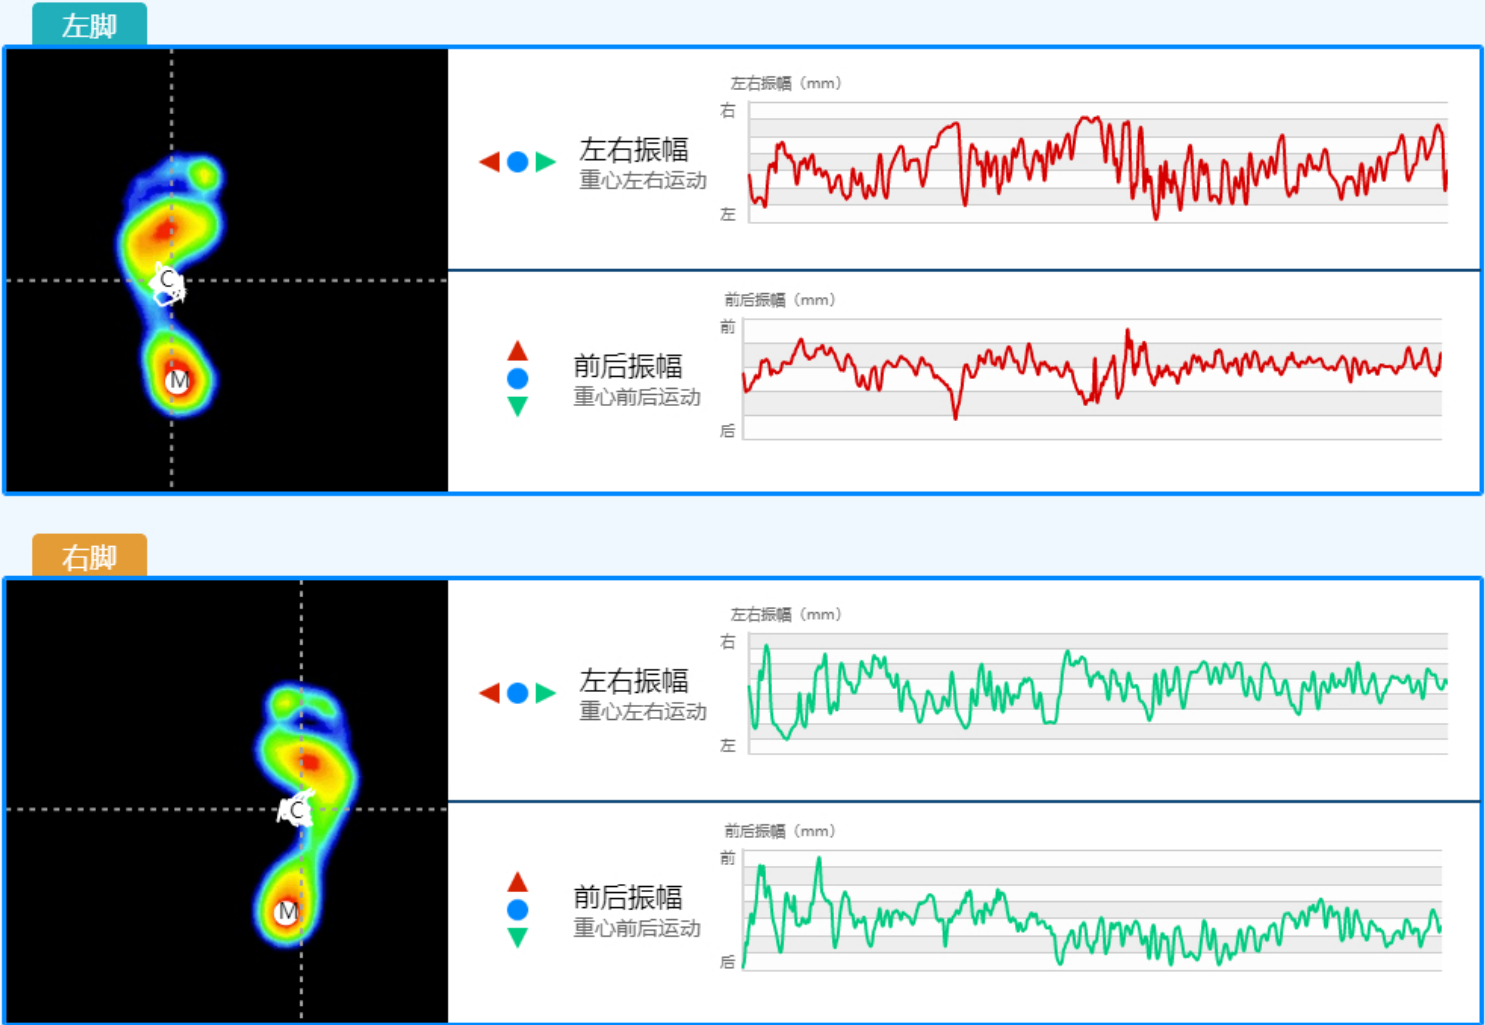 左脚
左右振幅（mm）
右
左右振幅
重心左右运动
左
C
前后振幅（mm）
前
前后振幅
重心前后运动
M
后
右脚
左右振幅（mm）
右
左右振幅
重心左右运动
左
C
前后振幅（mm）
前
前后振幅
重心前后运动
M
后